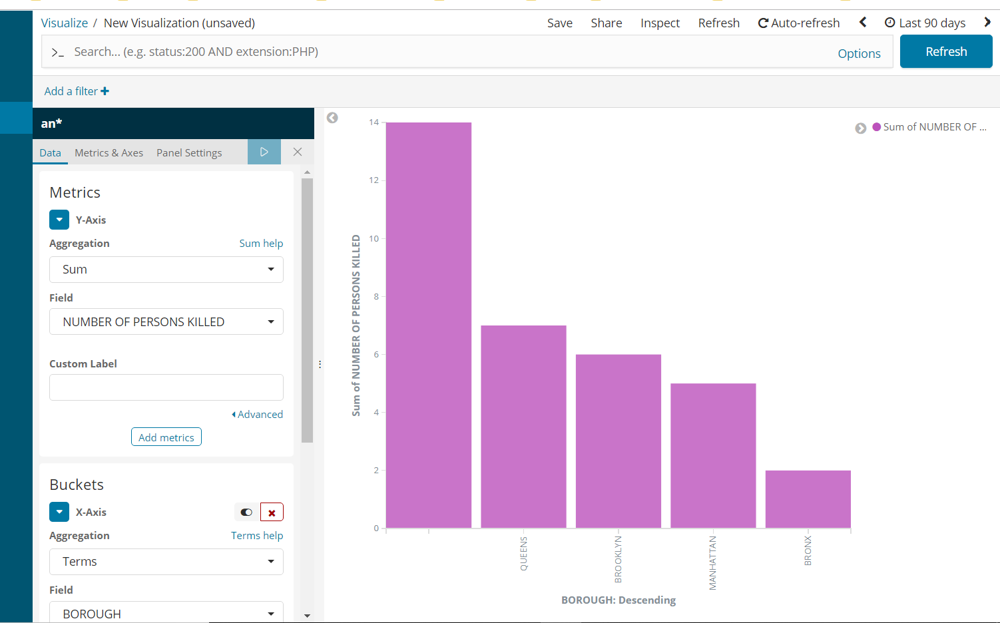 Visualize / New Visualization (unsaved)
Save Share Inspect Refresh Auto-refresh Last 90 days
>_ Search... (e.g. status:200 AND extension:PHP)
Options
Refresh
Add a filter +
an*
Data Metrics & Axes Panel Settings
Metrics
Y-Axis
Aggregation Sum help
Sum
Field
NUMBER OF PERSONS KILLED
Custom Label
Advanced
Add metrics
Buckets
X-Axis
Aggregation Terms help
Terms
Field
BOROUGH
Sum of NUMBER OF PERSONS KILLED
14
12
10
8
6
4
2
0
QUEENS
BROOKLYN
MANHATTAN
BRONX
BOROUGH: Descending
Sum of NUMBER OF ...